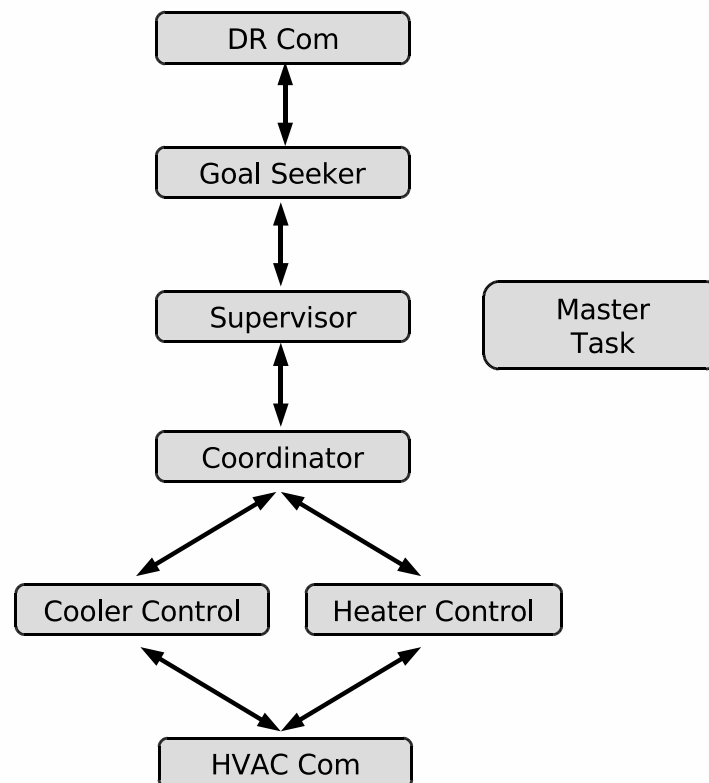 DR Com
Goal Seeker
Supervisor
Master
Task
Coordinator
Cooler Control
Heater Control
HVAC Com